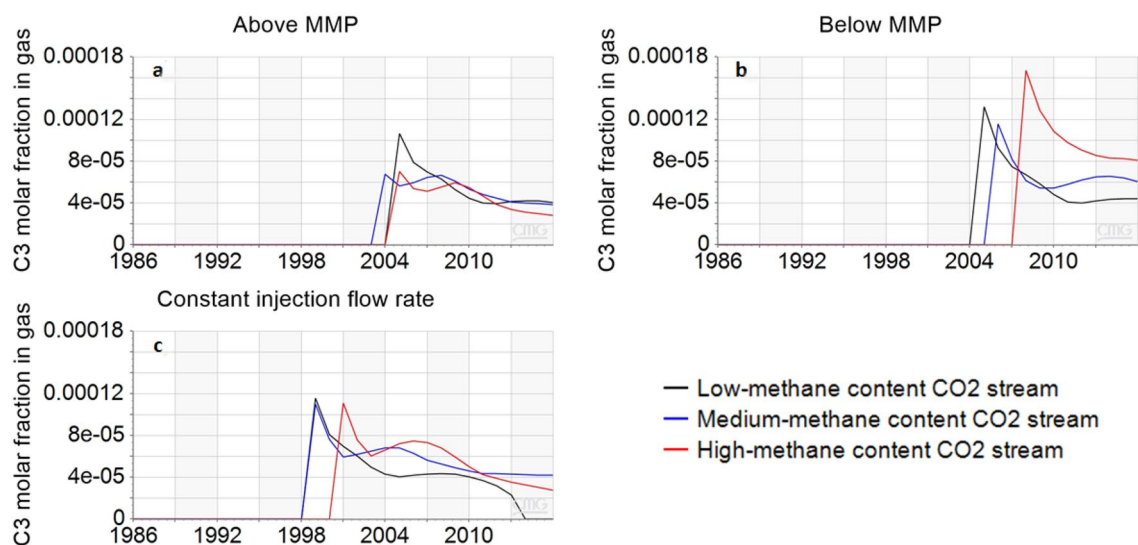 Above MMP
C3 molar fraction in gas
0.00018
0.00012
8e-05
4e-05
0
a
CMG
1986 1992 1998 2004 2010
Below MMP
C3 molar fraction in gas
0.00018
0.00012
8e-05
4e-05
0
b
CMG
1986 1992 1998 2004 2010
Constant injection flow rate
C3 molar fraction in gas
0.00018
0.00012
8e-05
4e-05
0
c
CMG
1986 1992 1998 2004 2010
Low-methane content CO2 stream
Medium-methane content CO2 stream
High-methane content CO2 stream